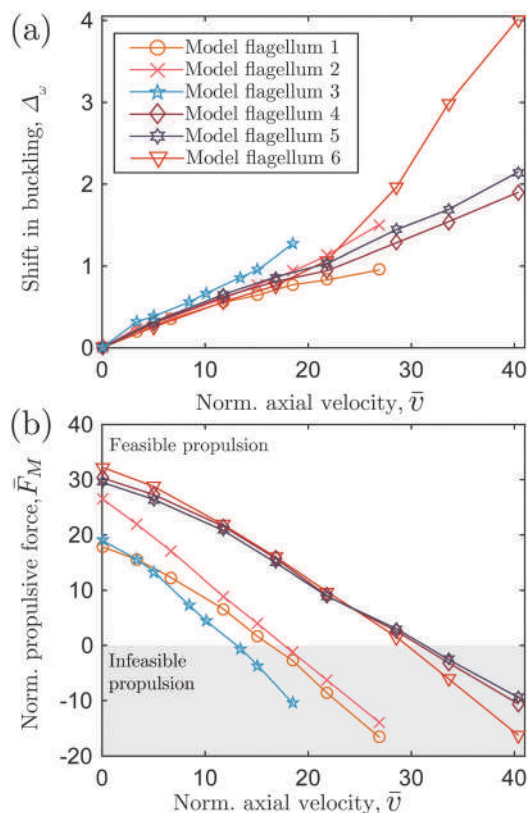 (a)
Shift in buckling, Δ_ω
4
3
2
1
0
Model flagellum 1
Model flagellum 2
Model flagellum 3
Model flagellum 4
Model flagellum 5
Model flagellum 6
0 10 20 30 40
Norm. axial velocity, v̄
(b)
Norm. propulsive force, F̄_M
40
30
20
10
0
-10
-20
Feasible propulsion
Infeasible
propulsion
0 10 20 30 40
Norm. axial velocity, v̄